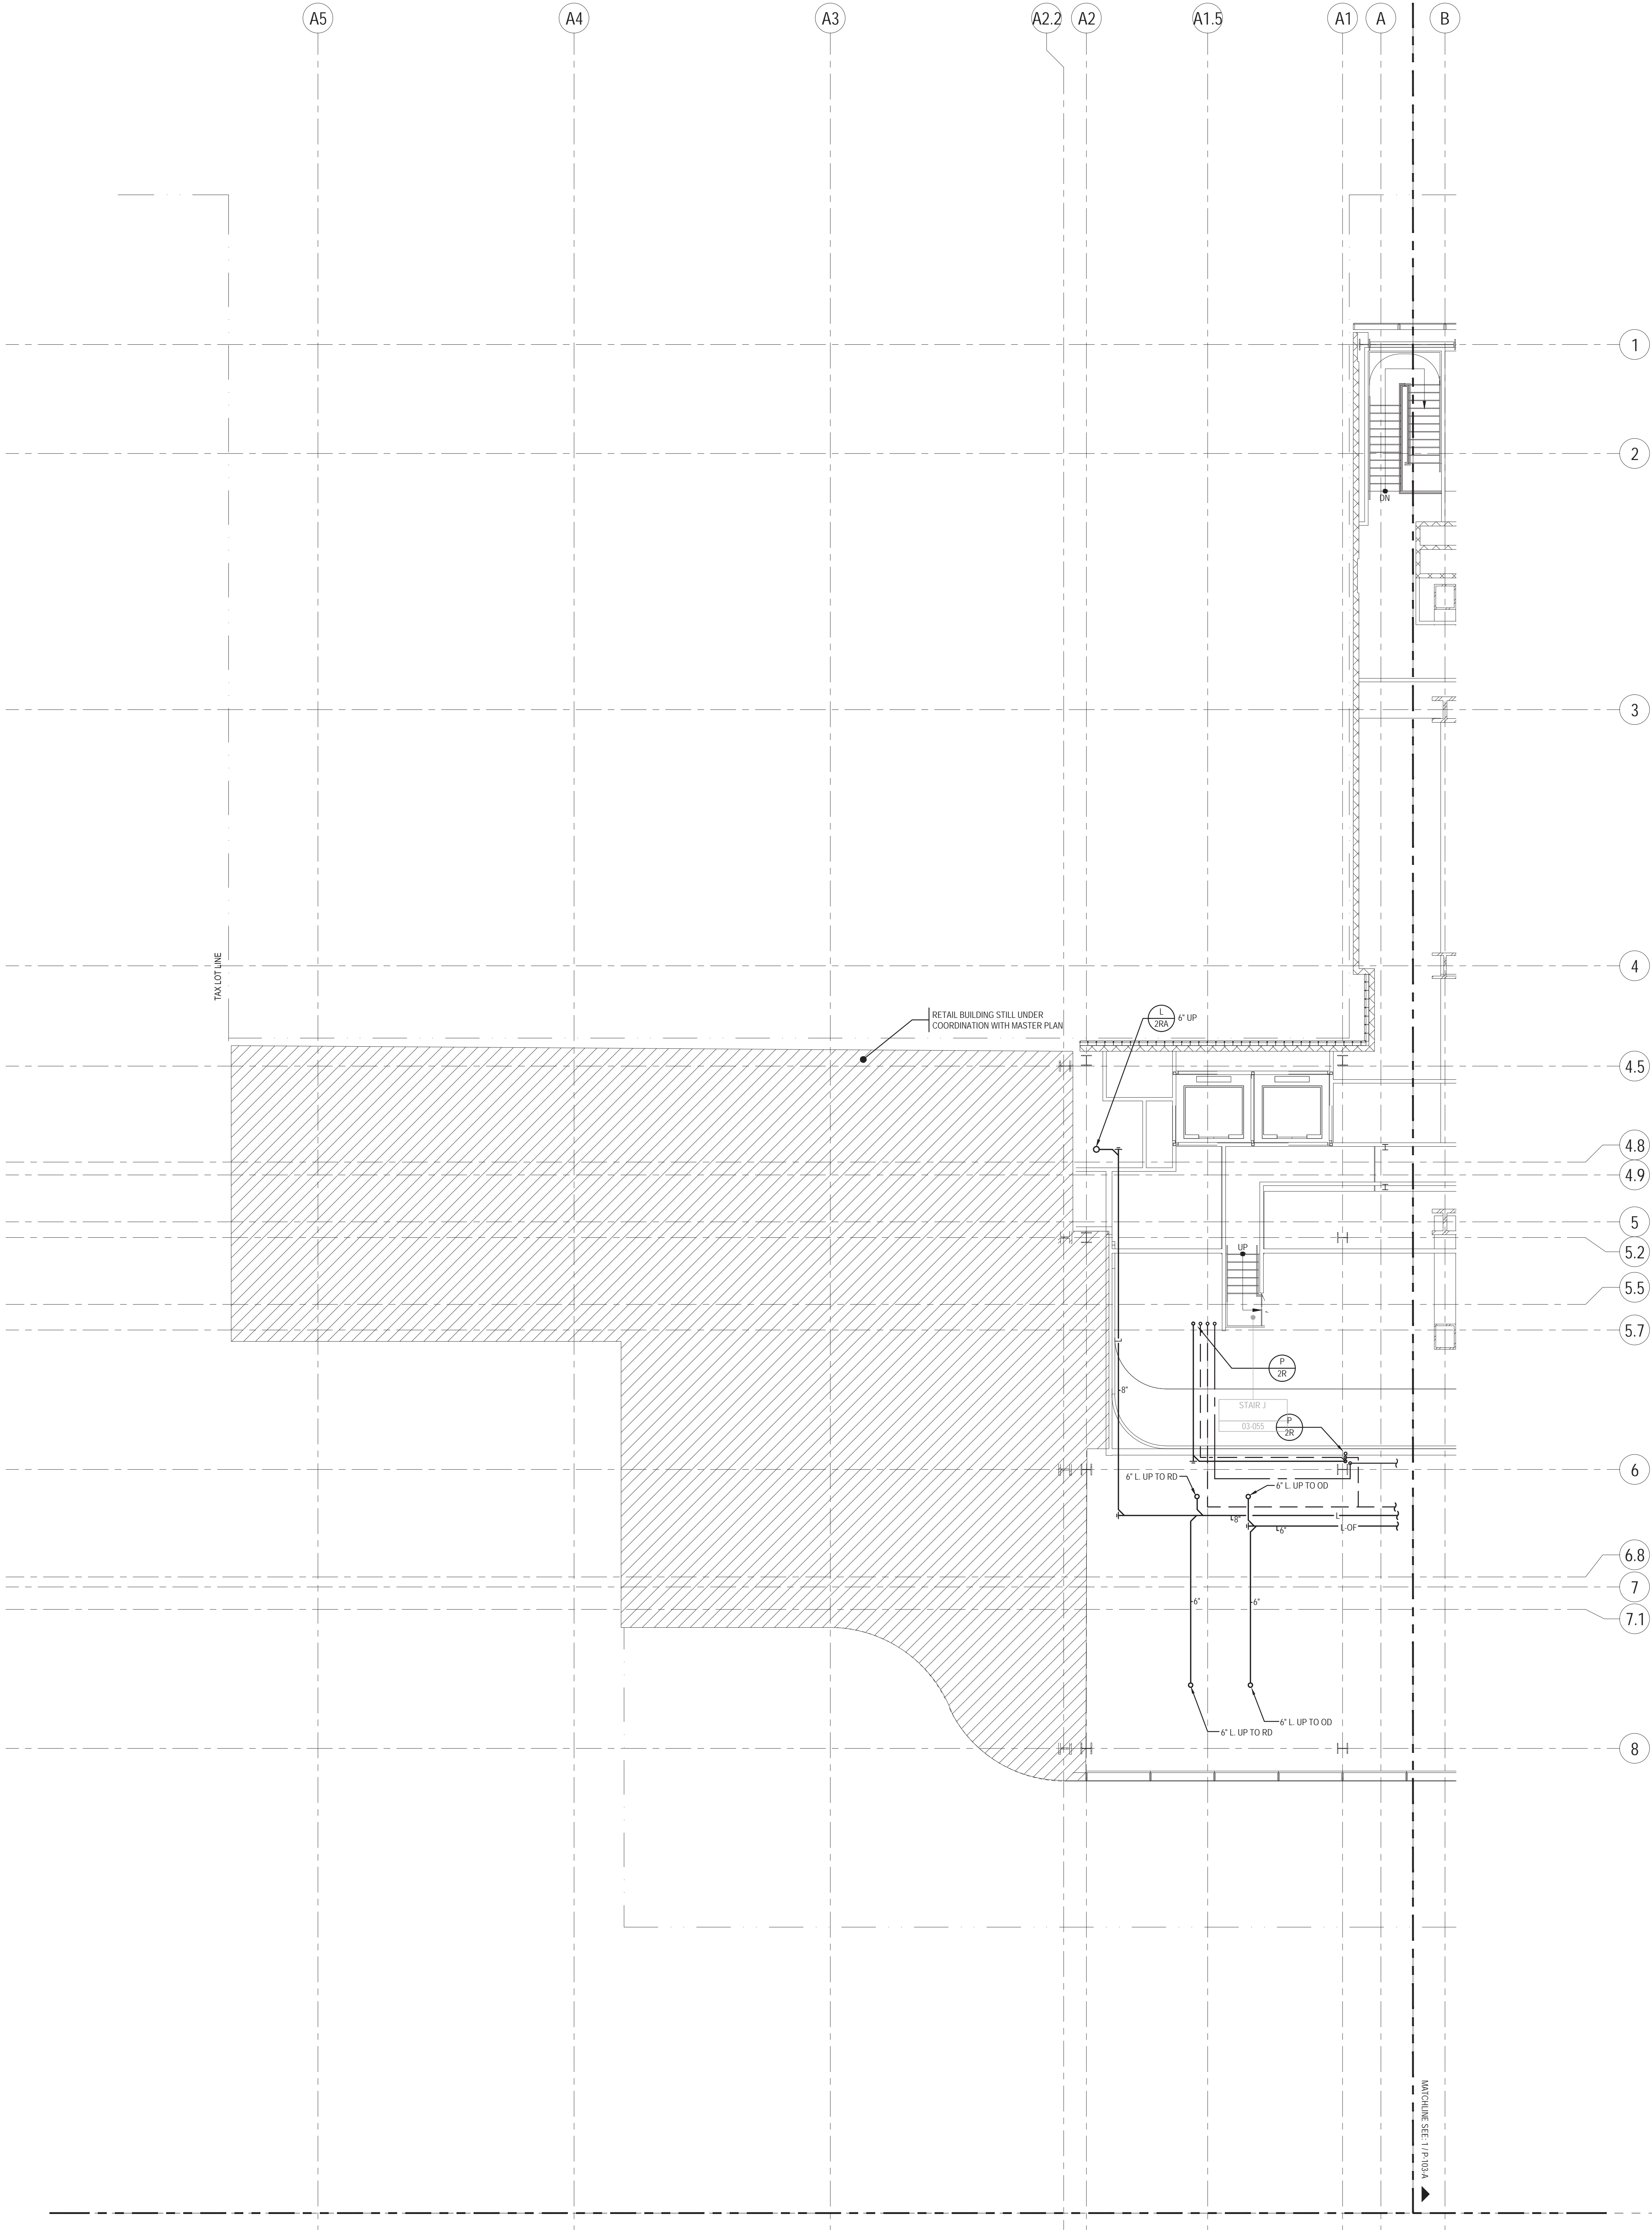 A5
A4
A3
A2.2
A2
A1.5
A1
A
B
1
DN
2
3
TAX LOT LINE
4
RETAIL BUILDING STILL UNDER
COORDINATION WITH MASTER PLAN
L
2RA
6" UP
4.5
4.8
4.9
5
5.2
UP
5.5
5.7
L
P
2R
8"
STAIR J
03-055
P
2R
6
6" L. UP TO RD
6" L. UP TO OD
8"
L
6"
L-OF
6.8
7
7.1
6"
6"
6" L. UP TO OD
6" L. UP TO RD
8
MATCHLINE SEE: 1 / P-103-A